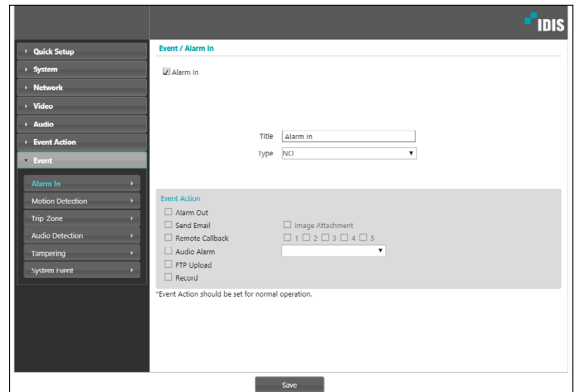 IDIS
Quick Setup
System
Network
Video
Audio
Event Action
Event
Alarm In
Motion Detection
Trip Zone
Audio Detection
Tampering
System Event
Event / Alarm In
Alarm In
Title Alarm In
Type NO
Event Action
Alarm Out
Send Email Image Attachment
Remote Callback 1 2 3 4 5
Audio Alarm
FTP Upload
Record
*Event Action should be set for normal operation.
Save